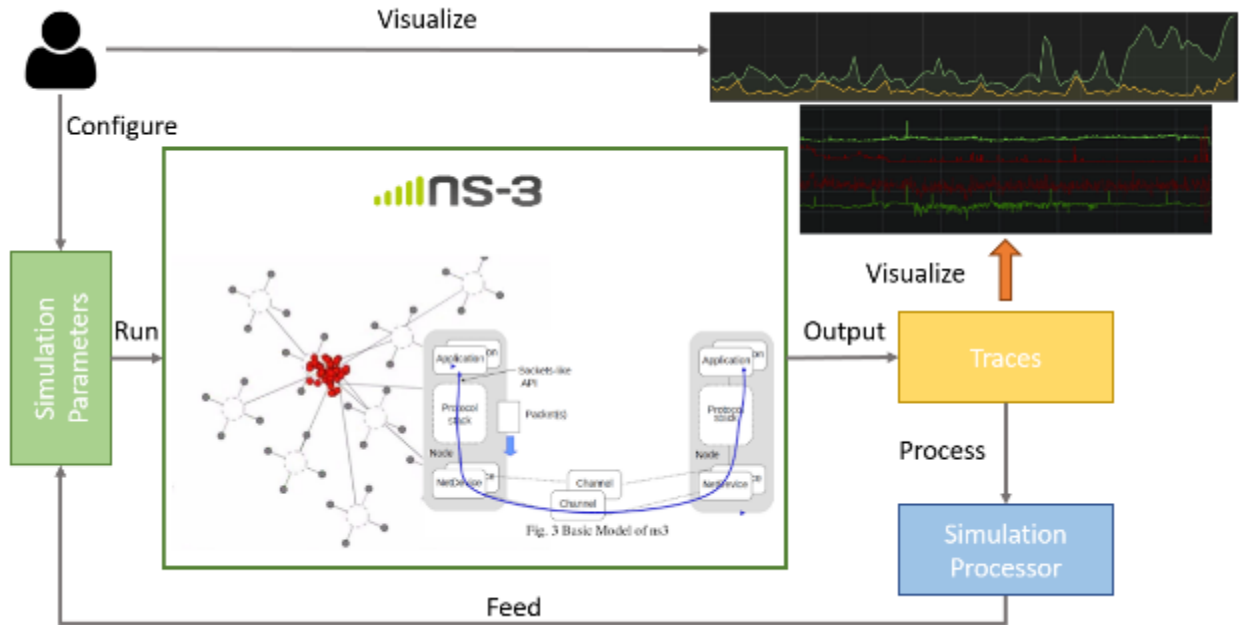 Visualize
Configure
ns-3
Simulation
Parameters
Run
Output
Visualize
Traces
Process
Simulation
Processor
Feed
Application
Sockets-like
API
Protocol
stack
Packet(s)
Node
NetDevice
Channel
Channel
Application
Protocol
stack
Node
NetDevice
Fig. 3 Basic Model of ns3